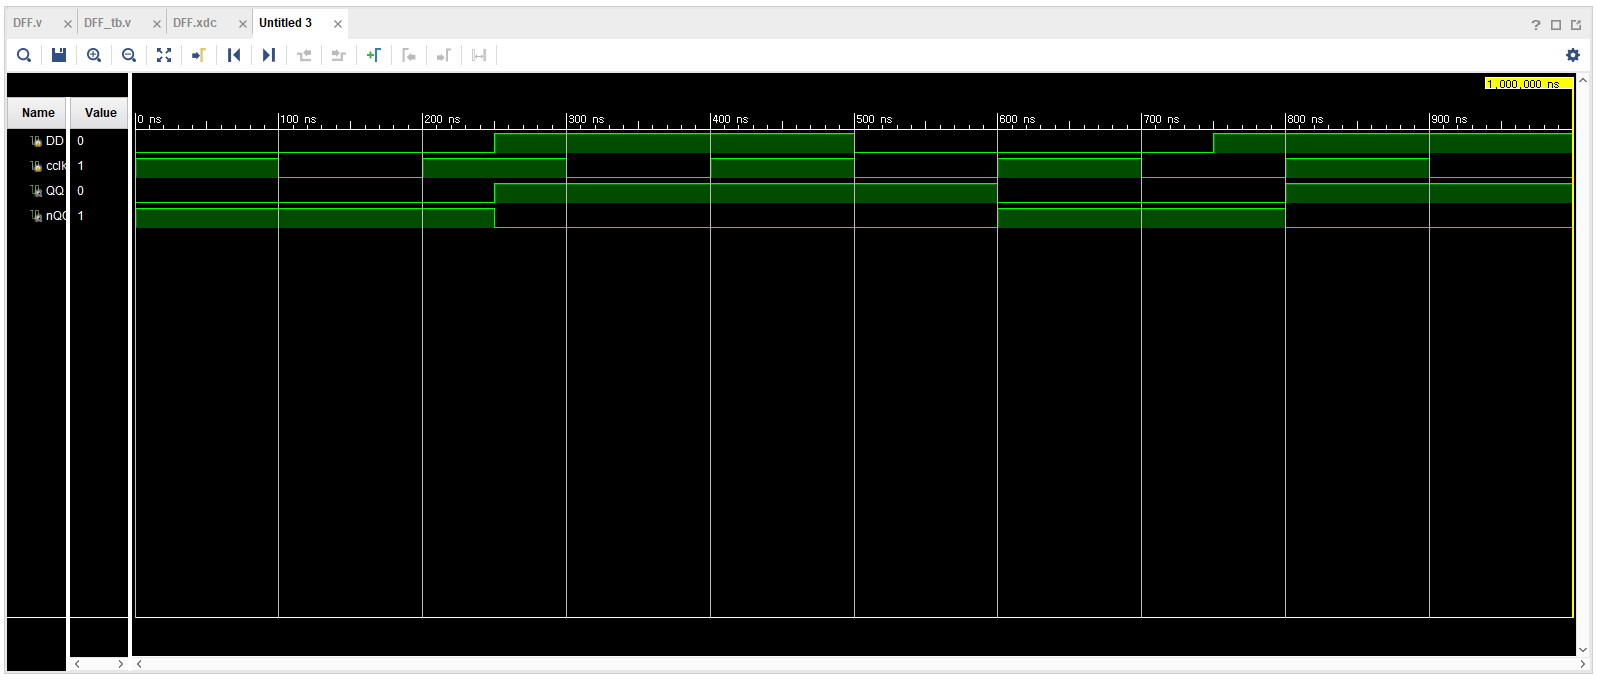 DFF.v DFF_tb.v DFF.xdc Untitled 3
1,000,000 ns
Name Value
0 ns 100 ns 200 ns 300 ns 400 ns 500 ns 600 ns 700 ns 800 ns 900 ns
DD 0
cclk 1
QQ 0
nQ 1